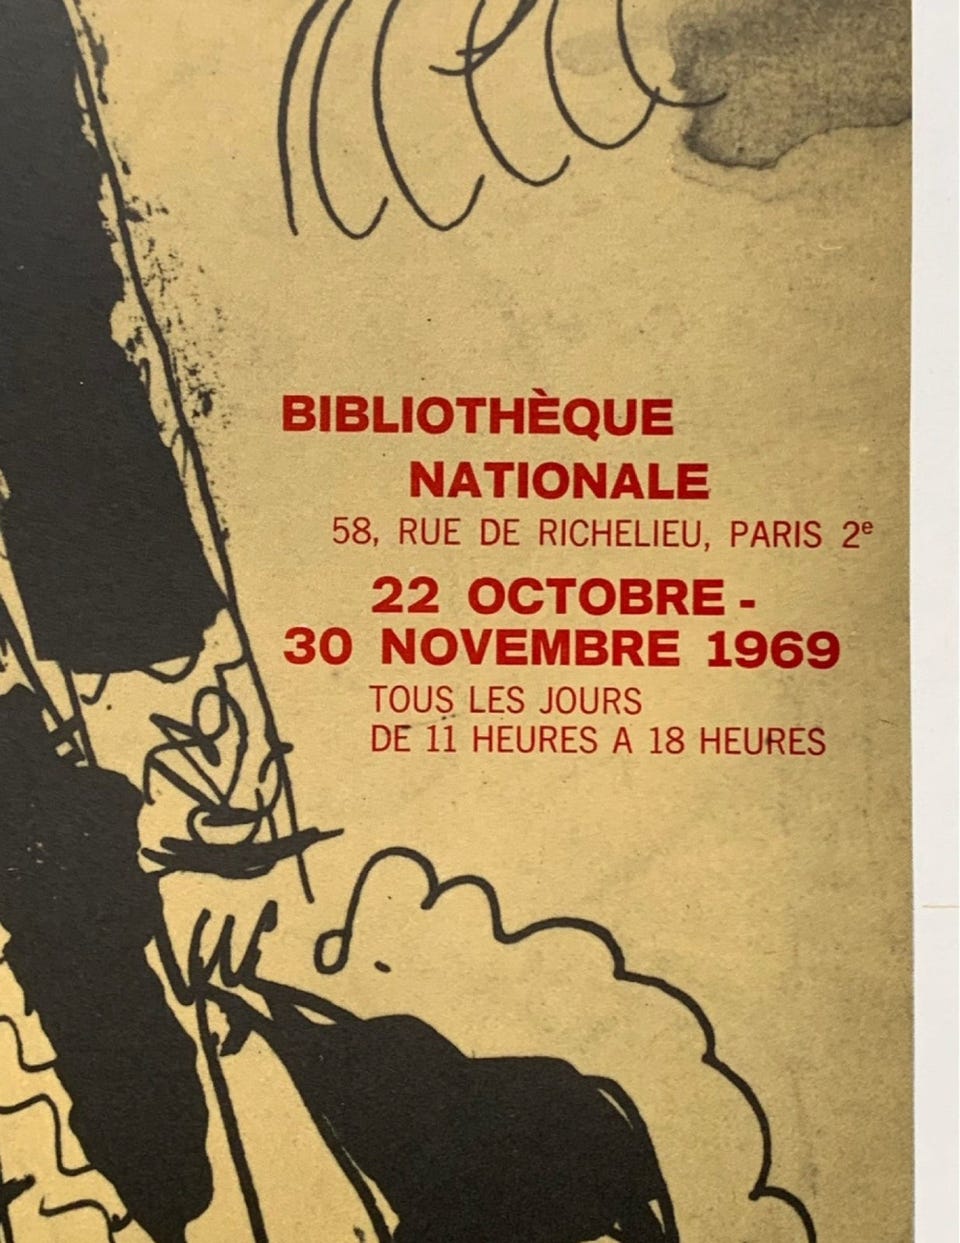 BIBLIOTHÈQUE
NATIONALE
58, RUE DE RICHELIEU, PARIS 2e
22 OCTOBRE -
30 NOVEMBRE 1969
TOUS LES JOURS
DE 11 HEURES A 18 HEURES